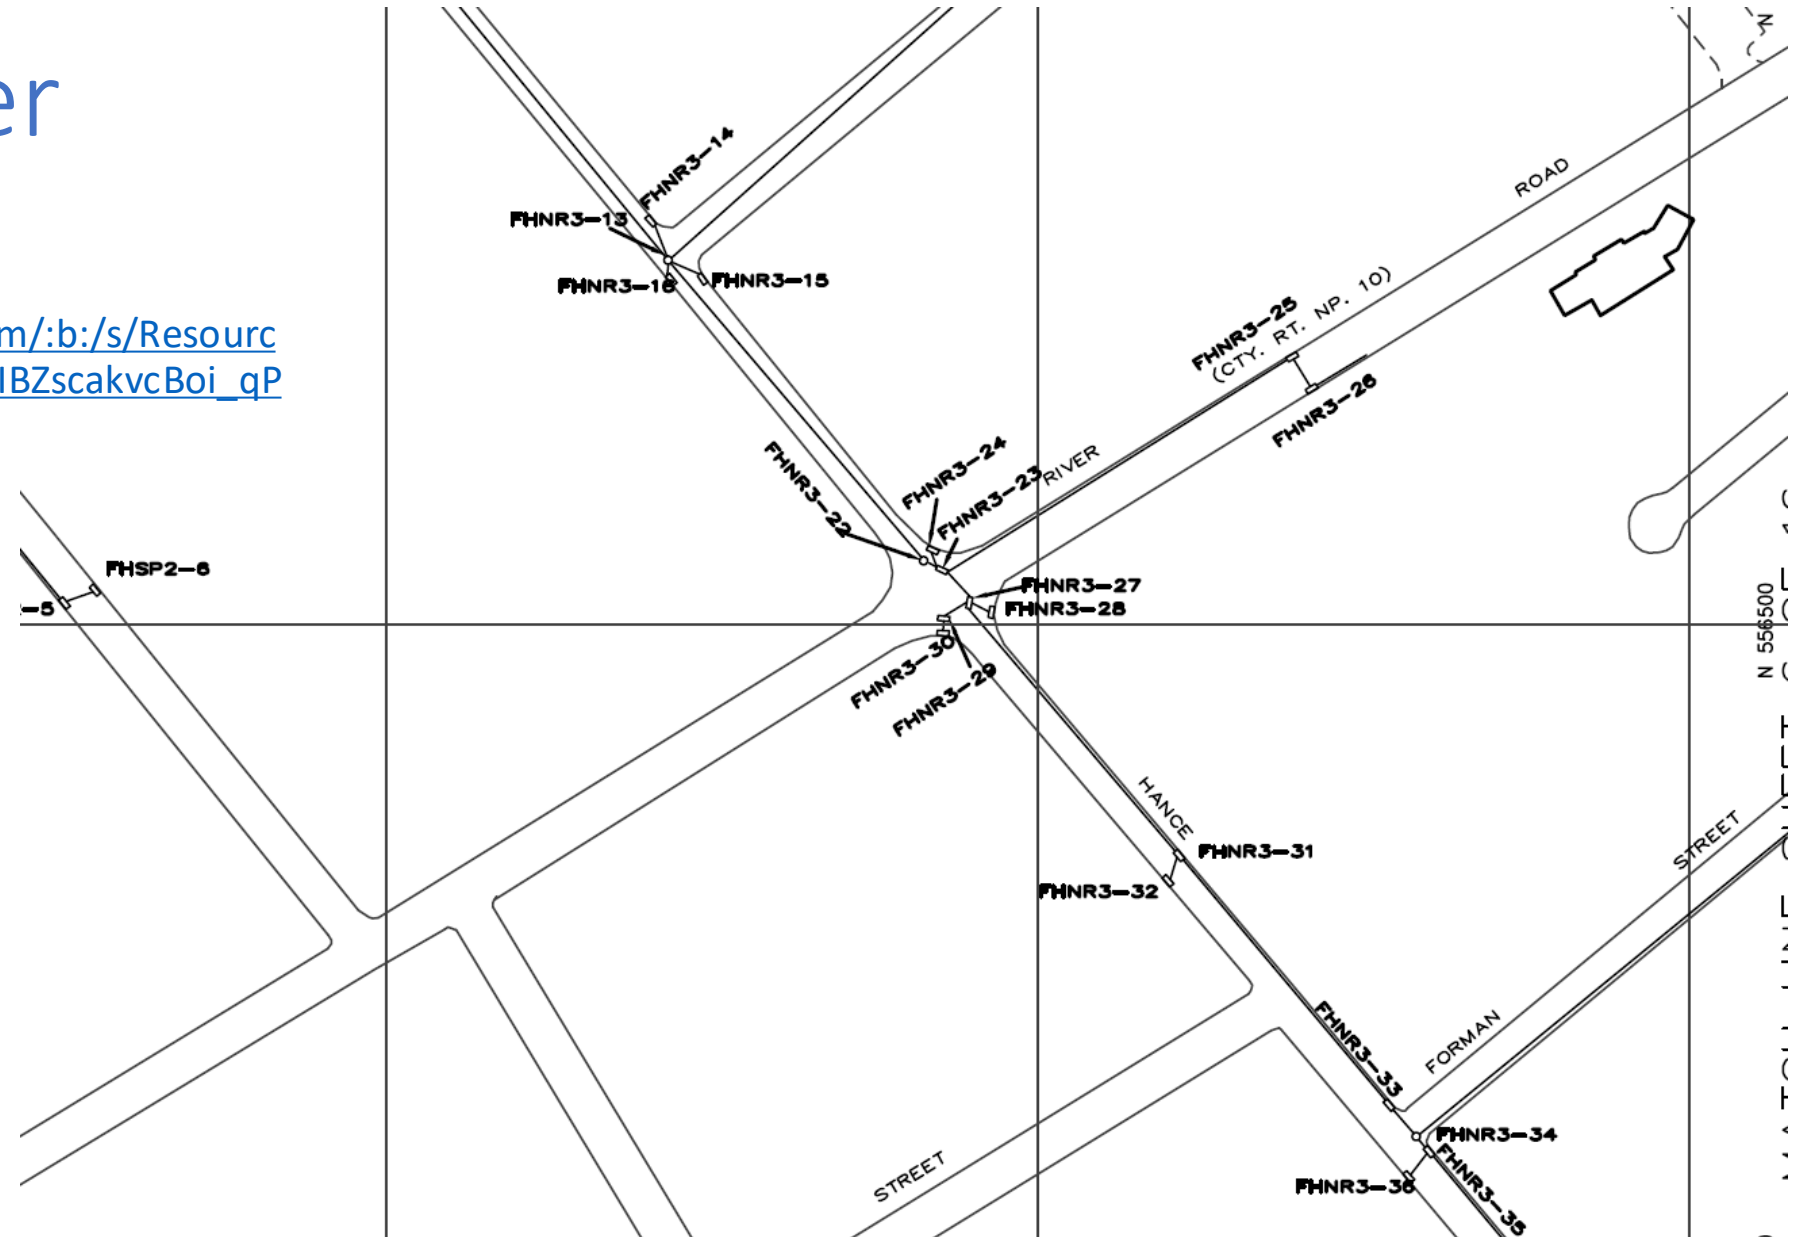 er
m/:b:/s/Resourc
IBZscakvcBoi_qP
FHNR3-14
FHNR3-13
FHNR3-16
FHNR3-15
ROAD
FHNR3-25
(CTY. RT. NP. 10)
FHNR3-26
N
FHNR3-22
FHNR3-24
FHNR3-23
RIVER
FHSP2-6
-5
FHNR3-27
FHNR3-28
FHNR3-30
FHNR3-29
N 556500
HANCE
FHNR3-31
FHNR3-32
STREET
FHNR3-33
FORMAN
FHNR3-34
FHNR3-36
FHNR3-35
STREET